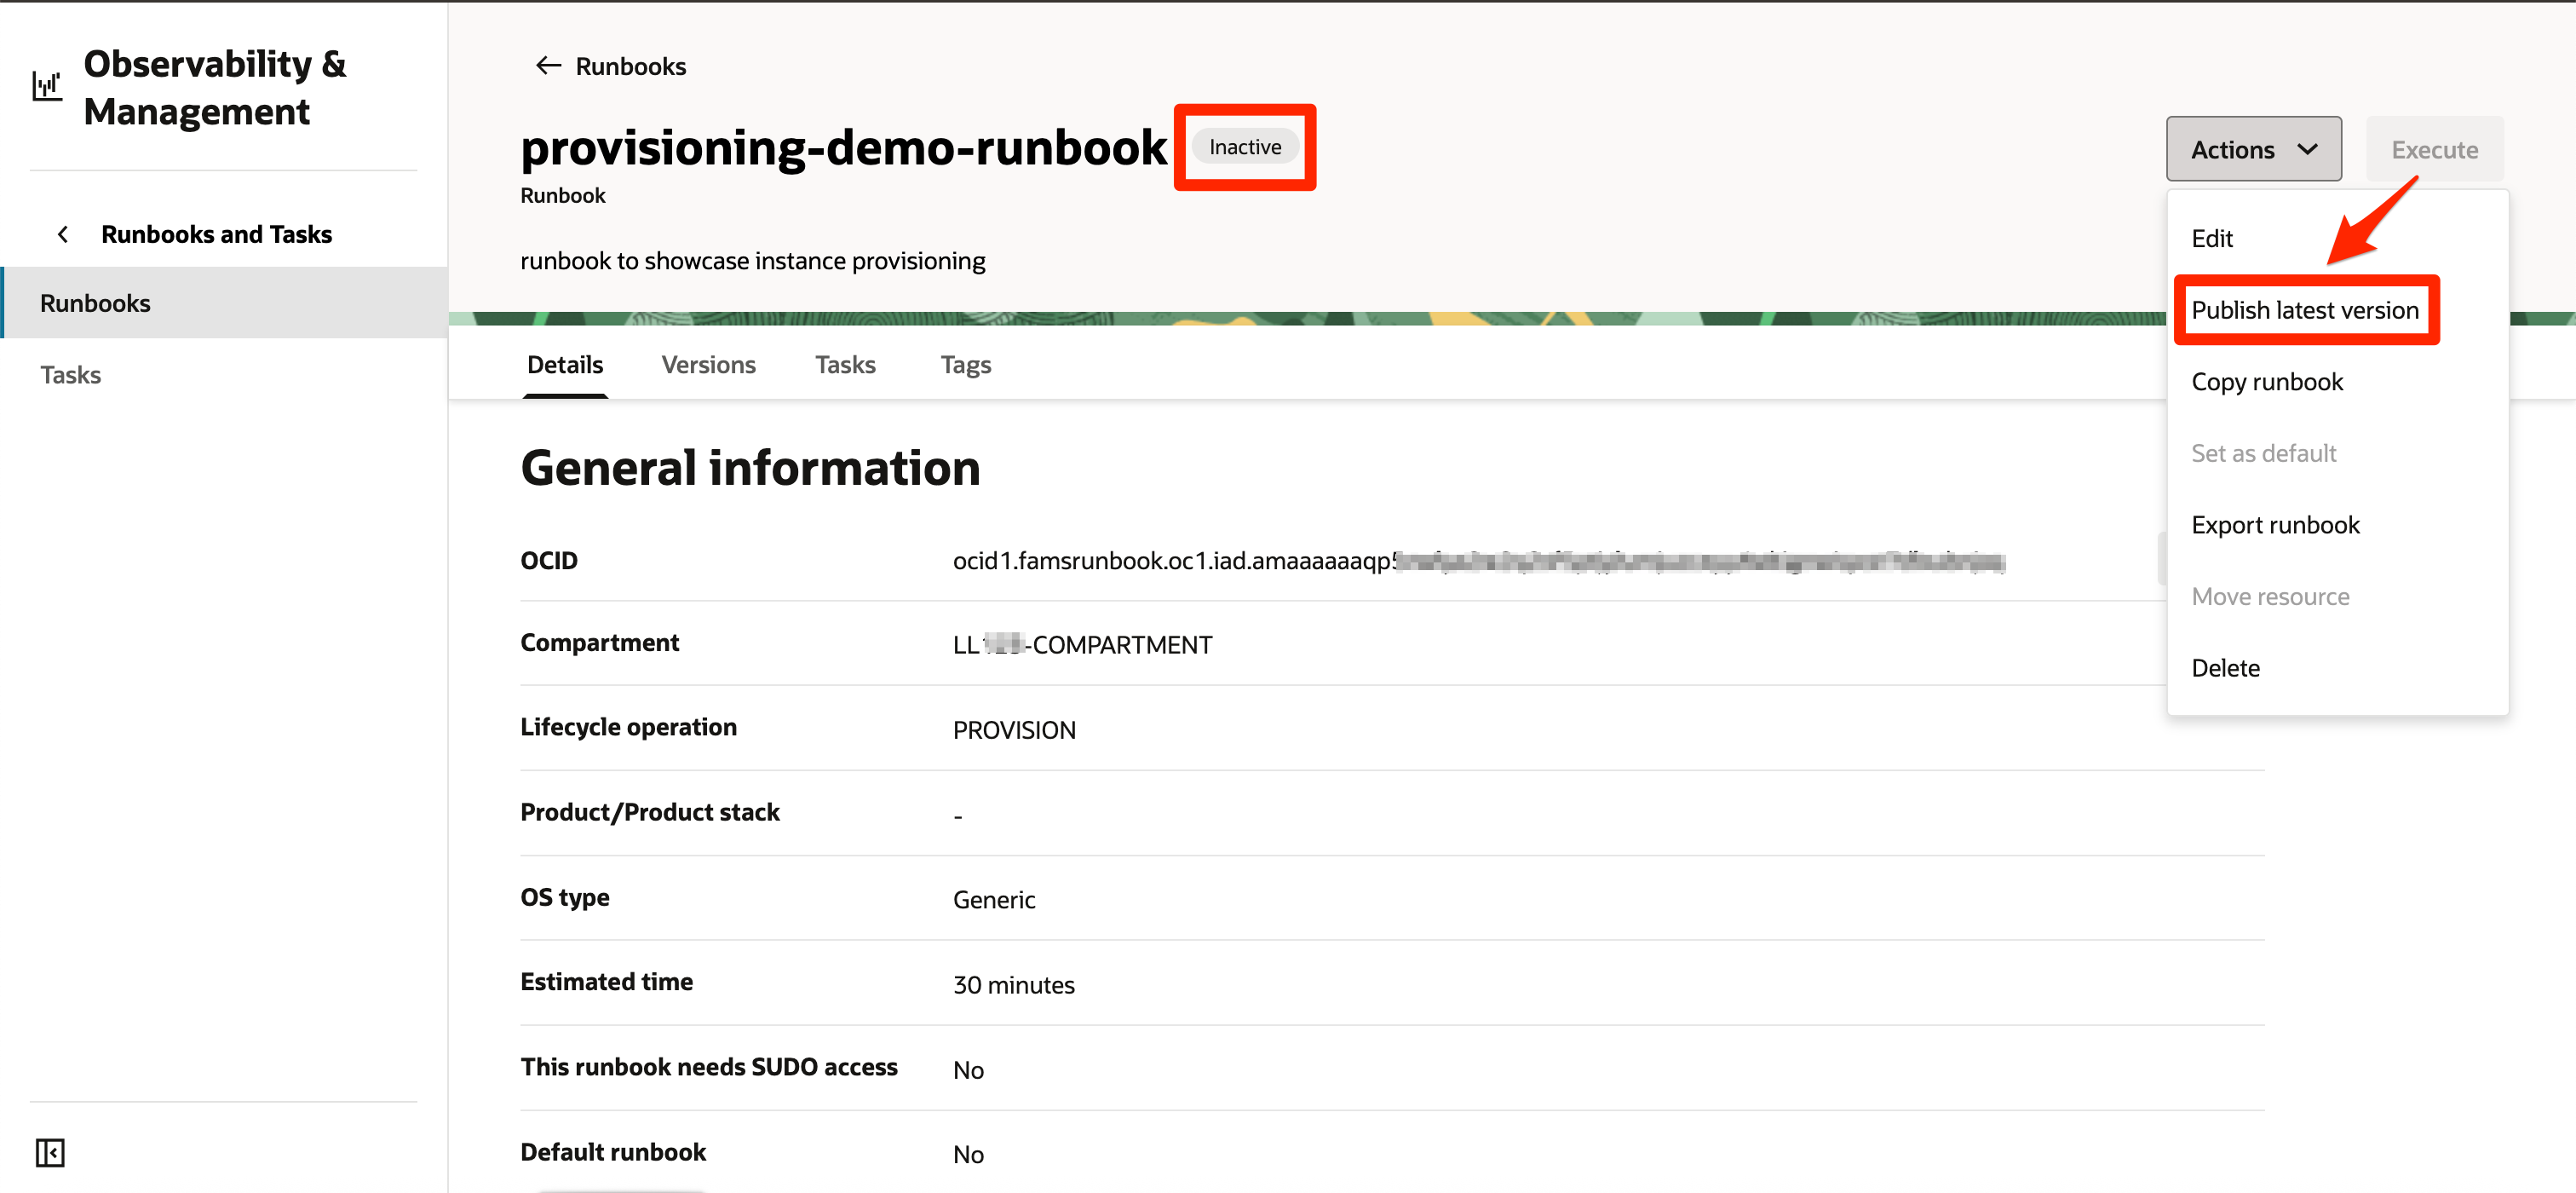 Observability &
Management
Runbooks and Tasks
Runbooks
Tasks
Runbooks
provisioning-demo-runbook Inactive
Runbook
runbook to showcase instance provisioning
Actions Execute
Edit
Publish latest version
Copy runbook
Set as default
Export runbook
Move resource
Delete
Details Versions Tasks Tags
General information
OCID ocid1.famsrunbook.oc1.iad.amaaaaaaqp5
Compartment LL -COMPARTMENT
Lifecycle operation PROVISION
Product/Product stack -
OS type Generic
Estimated time 30 minutes
This runbook needs SUDO access No
Default runbook No